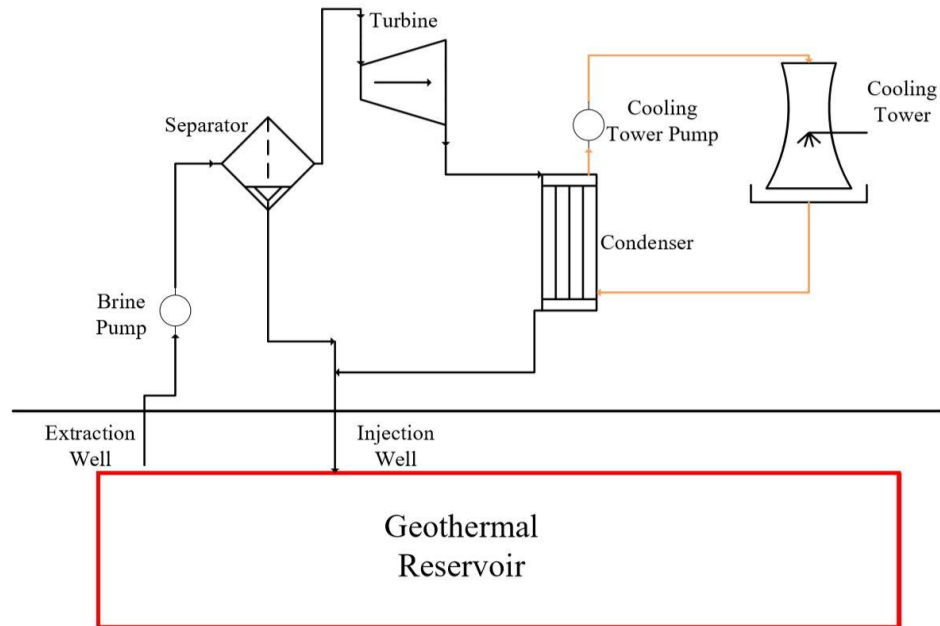 Turbine
Separator
Cooling
Tower Pump
Cooling
Tower
Condenser
Brine
Pump
Extraction
Well
Injection
Well
Geothermal
Reservoir